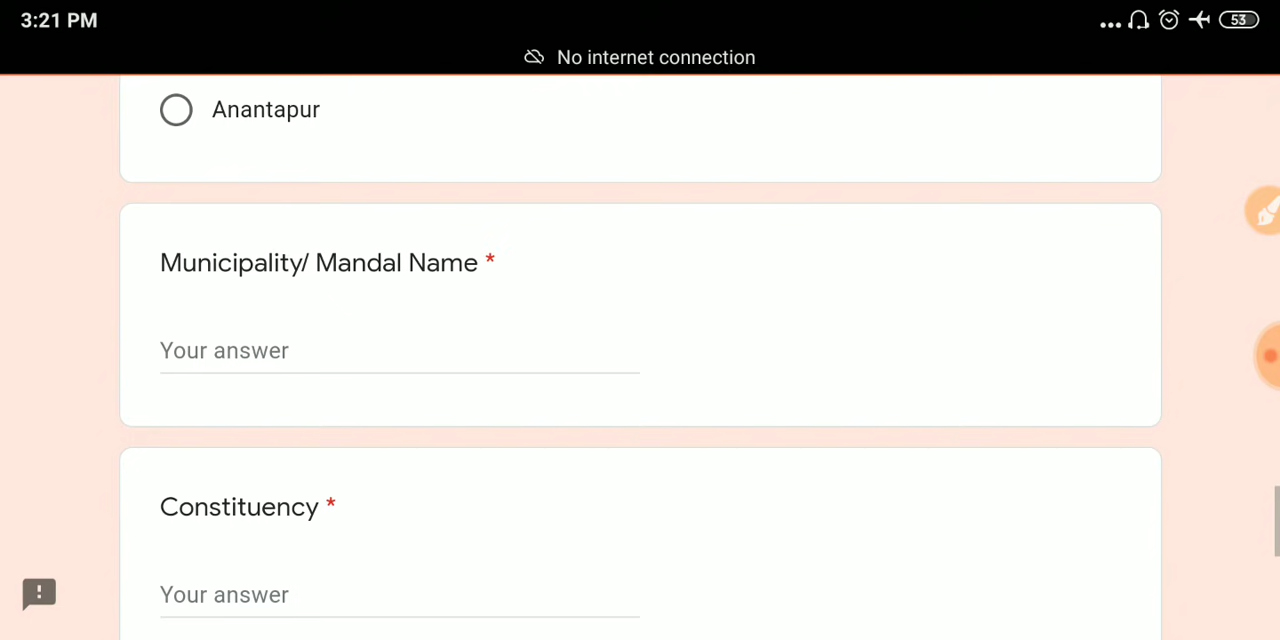 3:21 PM
53
No internet connection
Anantapur
Municipality/ Mandal Name *
Your answer
Constituency *
Your answer